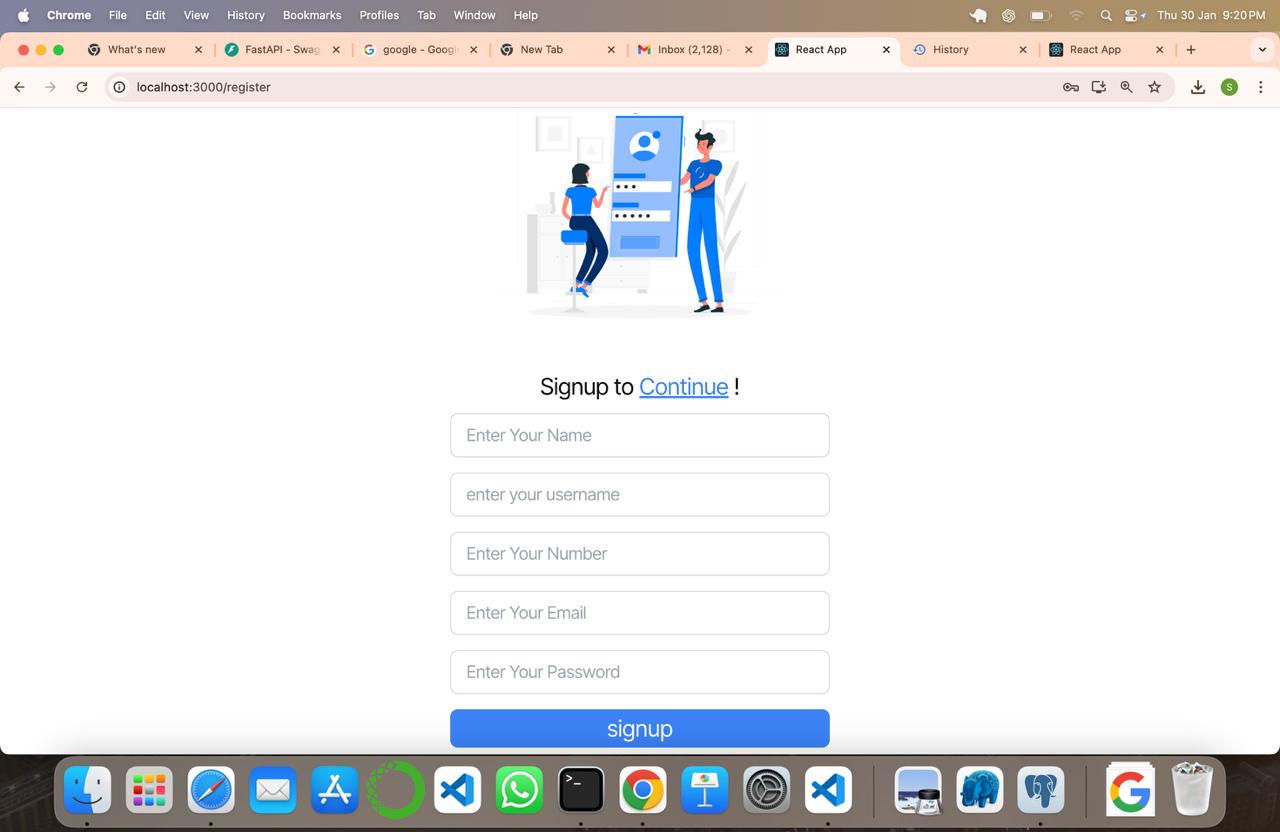 Chrome File Edit View History Bookmarks Profiles Tab Window Help Thu 30 Jan 9:20 PM
What's new FastAPI - Swag google - Googl New Tab Inbox (2,128) - React App History React App
localhost:3000/register S
Signup to Continue !
Enter Your Name
enter your username
Enter Your Number
Enter Your Email
Enter Your Password
signup